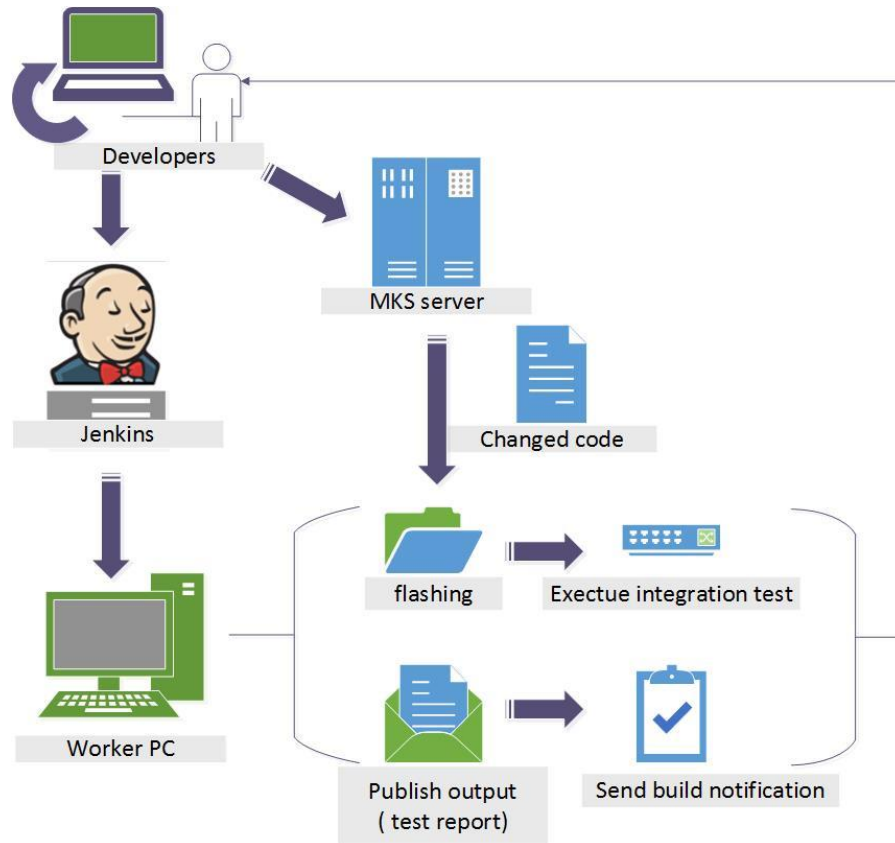 Developers
MKS server
Jenkins
Changed code
flashing
Exectue integration test
Worker PC
Publish output
( test report)
Send build notification